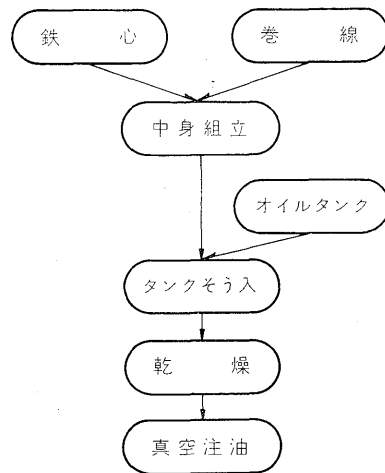 鉄心
巻線
中身組立
オイルタンク
タンクそう入
乾燥
真空注油